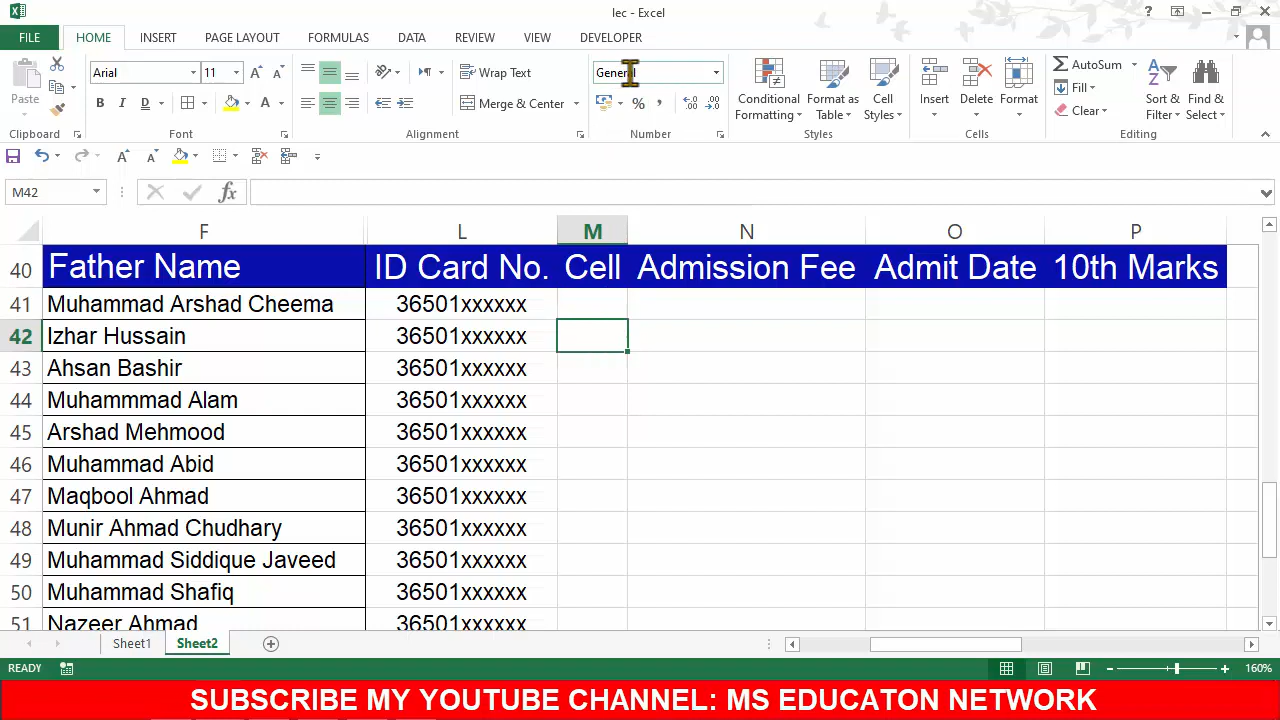 lec - Excel
FILE HOME INSERT PAGE LAYOUT FORMULAS DATA REVIEW VIEW DEVELOPER
Paste
Clipboard
Arial 11
B I D A
Font
Wrap Text
Merge & Center
Alignment
General
% ,
Number
Conditional Formatting
Format as Table
Cell Styles
Styles
Insert
Delete
Format
Cells
AutoSum
Fill
Clear
Sort & Filter
Find & Select
Editing
M42
fx
F L M N O P
40 Father Name ID Card No. Cell Admission Fee Admit Date 10th Marks
41 Muhammad Arshad Cheema 36501xxxxxx
42 Izhar Hussain 36501xxxxxx
43 Ahsan Bashir 36501xxxxxx
44 Muhammmad Alam 36501xxxxxx
45 Arshad Mehmood 36501xxxxxx
46 Muhammad Abid 36501xxxxxx
47 Maqbool Ahmad 36501xxxxxx
48 Munir Ahmad Chudhary 36501xxxxxx
49 Muhammad Siddique Javeed 36501xxxxxx
50 Muhammad Shafiq 36501xxxxxx
51 Nazeer Ahmad 36501xxxxxx
Sheet1 Sheet2
READY 160%
SUBSCRIBE MY YOUTUBE CHANNEL: MS EDUCATON NETWORK